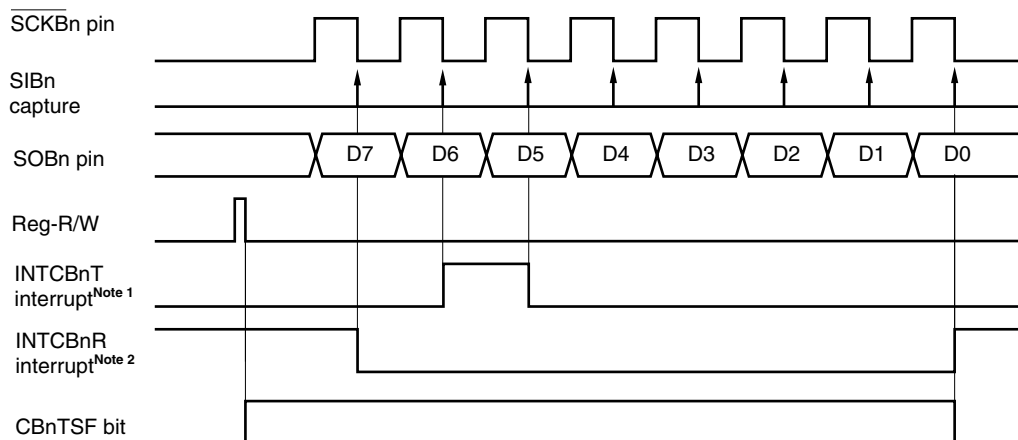 SCKBn pin
SIBn
capture
SOBn pin
D7 D6 D5 D4 D3 D2 D1 D0
Reg-R/W
INTCBnT
interruptNote 1
INTCBnR
interruptNote 2
CBnTSF bit